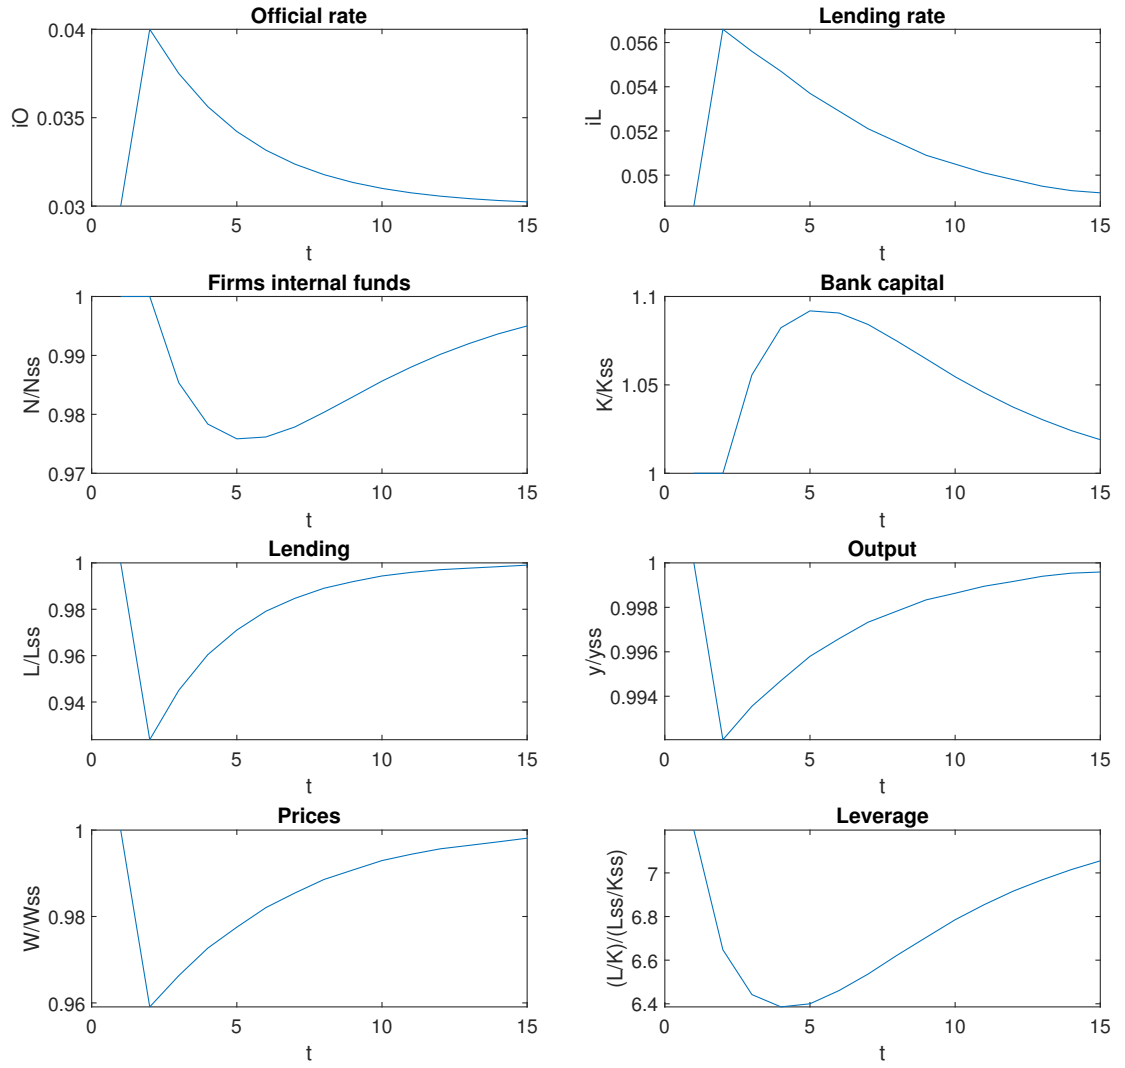 Official rate
0.04
0.035
0.03
iO
0 5 10 15
t
Lending rate
0.056
0.054
0.052
0.05
iL
0 5 10 15
t
Firms internal funds
1
0.99
0.98
0.97
N/Nss
0 5 10 15
t
Bank capital
1.1
1.05
1
K/Kss
0 5 10 15
t
Lending
1
0.98
0.96
0.94
L/Lss
0 5 10 15
t
Output
1
0.998
0.996
0.994
y/yss
0 5 10 15
t
Prices
1
0.98
0.96
W/Wss
0 5 10 15
t
Leverage
7
6.8
6.6
6.4
(L/K)/(Lss/Kss)
0 5 10 15
t